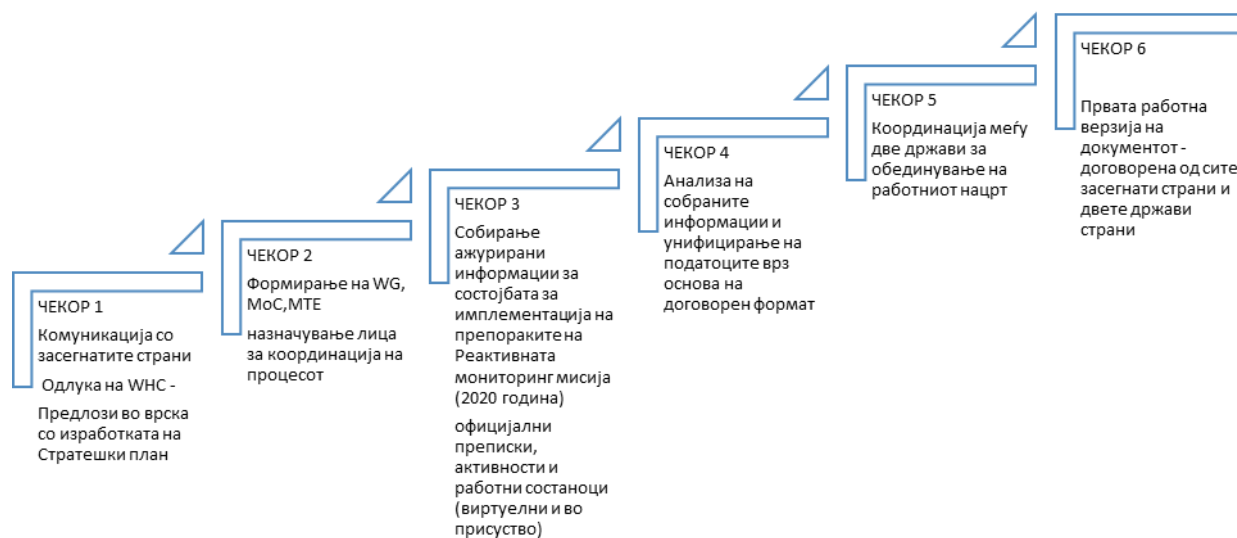 ЧЕКОР 1
Комуникација со
засегнатите страни
Одлука на WHC -
Предлози во врска
со изработката на
Стратешки план
ЧЕКОР 2
Формирање на WG,
MoC,MTE
назначување лица
за координација на
процесот
ЧЕКОР 3
Собирање
ажурирани
информации за
состојбата за
имплементација на
препораките на
Реактивната
мониторинг мисија
(2020 година)
официјални
преписки,
активности и
работни состаноци
(виртуелни и во
присуство)
ЧЕКОР 4
Анализа на
собраните
информации и
унифицирање на
податоците врз
основа на
договорен формат
ЧЕКОР 5
Координација меѓу
две држави за
обединување на
работниот нацрт
ЧЕКОР 6
Првата работна
верзија на
документот -
договорена од сите
засегнати страни и
двете држави
страни